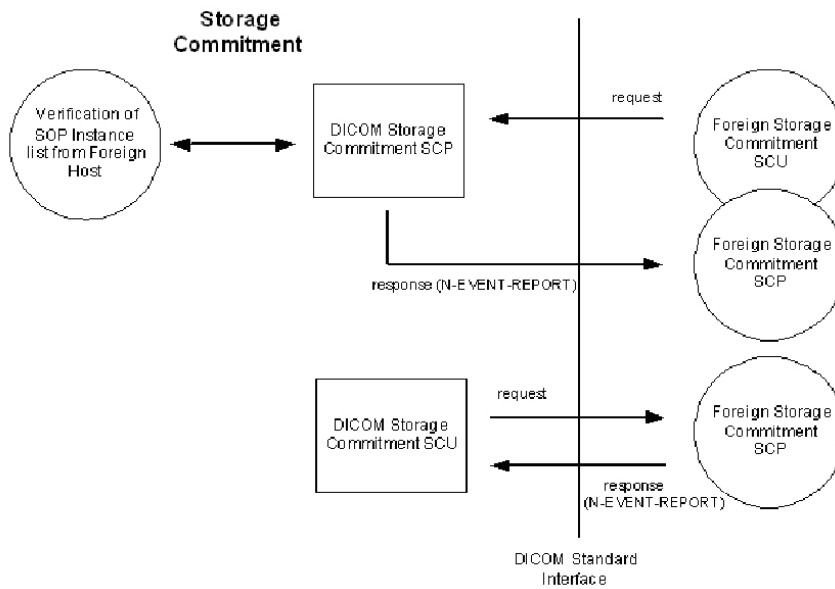 Storage
Commitment
request
Verification of
SOP Instance
list from Foreign
Host
DICOM Storage
Commitment SCP
Foreign Storage
Commitment
SCU
response (N-EVENT-REPORT)
Foreign Storage
Commitment
SCP
request
DICOM Storage
Commitment SCU
Foreign Storage
Commitment
SCP
response
(N-EVENT-REPORT)
DICOM Standard
Interface